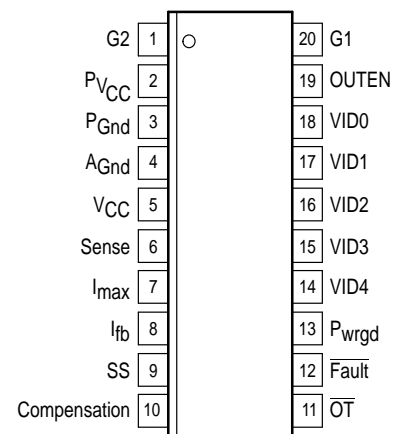 G2 1 20 G1
PVCC 2 19 OUTEN
PGnd 3 18 VID0
AGnd 4 17 VID1
VCC 5 16 VID2
Sense 6 15 VID3
Imax 7 14 VID4
Ifb 8 13 Pwrgd
SS 9 12 F̅a̅u̅l̅t̅
Compensation 10 11 O̅T̅